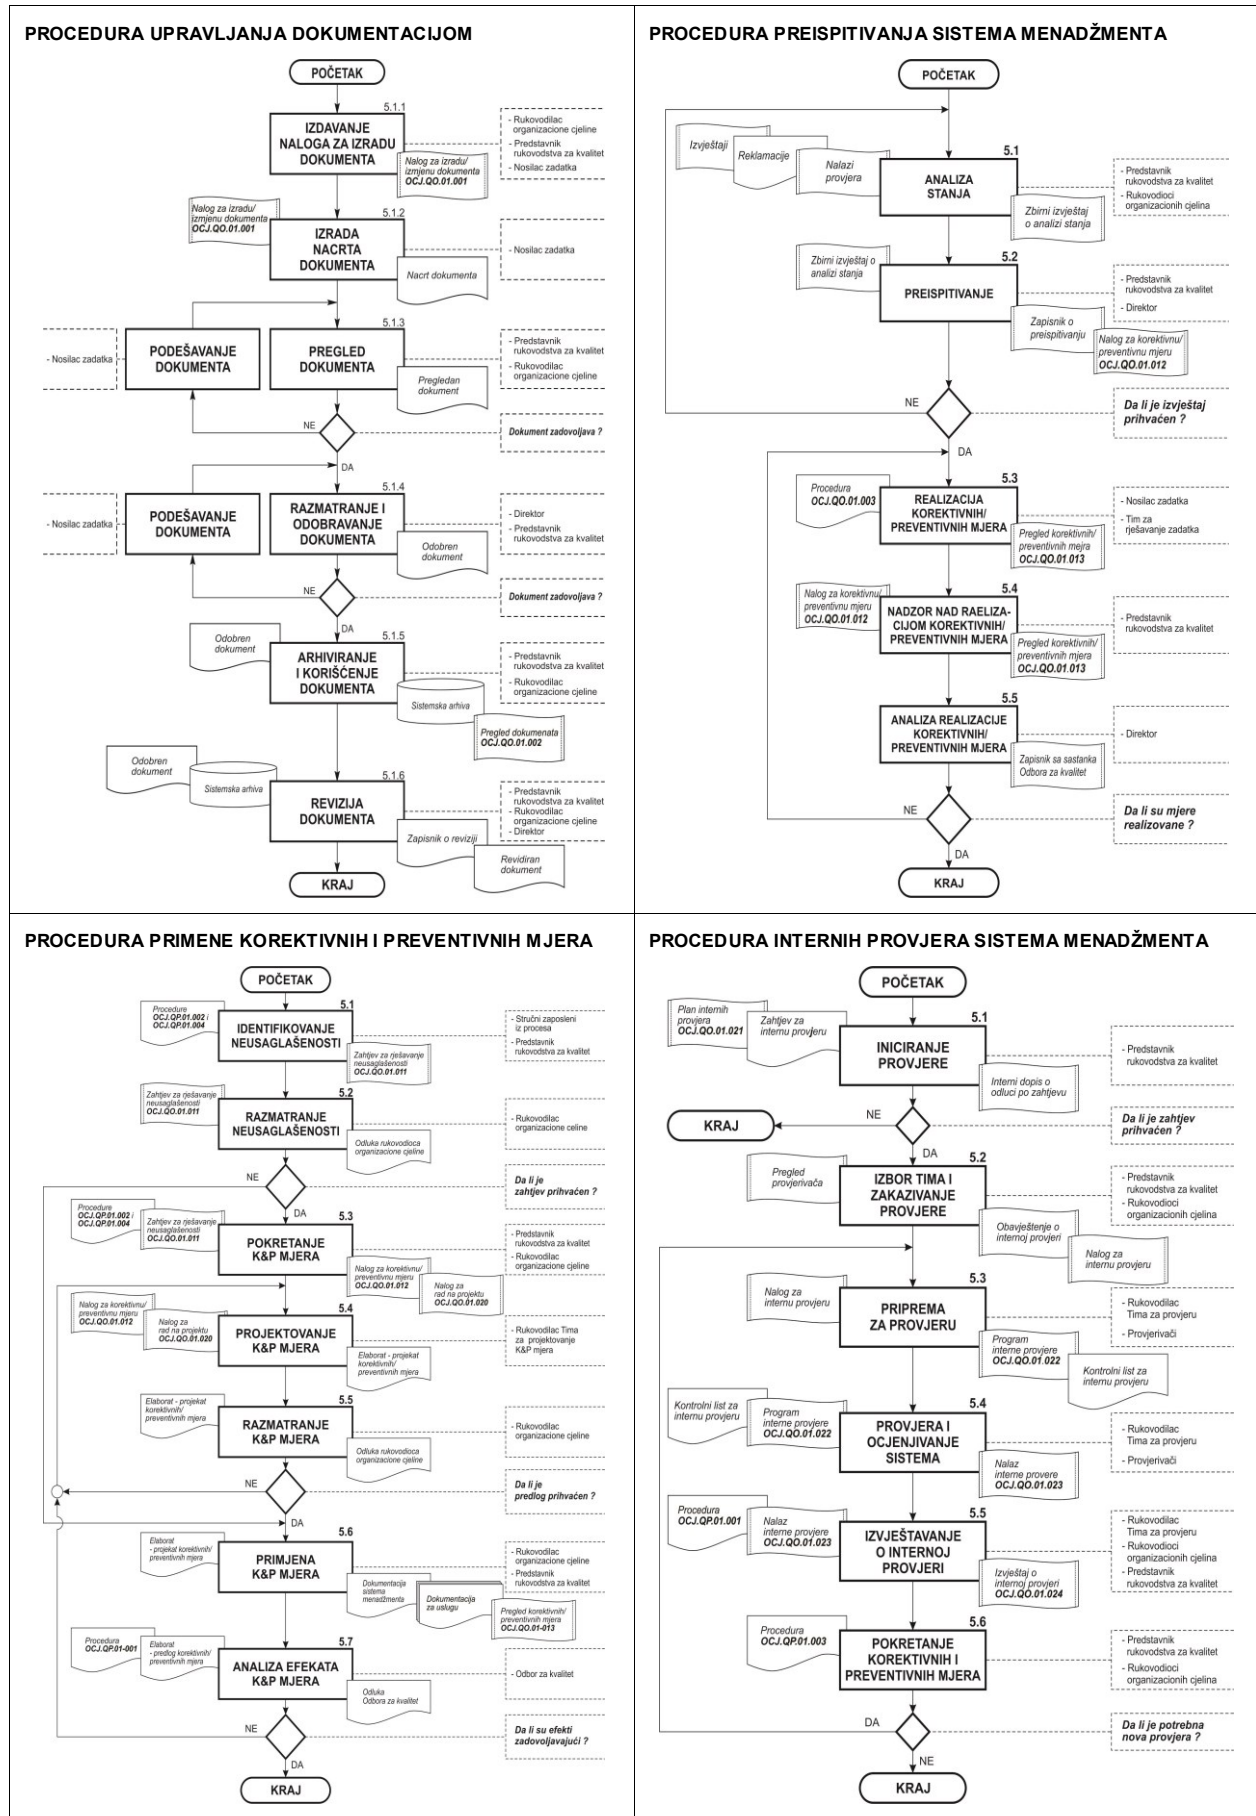 PROCEDURA UPRAVLJANJA DOKUMENTACIJOM
POČETAK
5.1.1
IZDAVANJE
NALOGA ZA IZRADU
DOKUMENTA
Nalog za izradu/
izmjenu dokumenta
OCJ.QO.01.001
- Rukovodilac
organizacione cjeline
- Predstavnik
rukovodstva za kvalitet
- Nosilac zadatka
Nalog za izradu/
izmjenu dokumenta
OCJ.QO.01.001
5.1.2
IZRADA
NACRTA
DOKUMENTA
Nacrt dokumenta
- Nosilac zadatka
- Nosilac zadatka
PODEŠAVANJE
DOKUMENTA
5.1.3
PREGLED
DOKUMENTA
Pregledan
dokument
- Predstavnik
rukovodstva za kvalitet
- Rukovodilac
organizacione cjeline
NE
Dokument zadovoljava ?
DA
- Nosilac zadatka
PODEŠAVANJE
DOKUMENTA
5.1.4
RAZMATRANJE I
ODOBRAVANJE
DOKUMENTA
Odobren
dokument
- Direktor
- Predstavnik
rukovodstva za kvalitet
NE
Dokument zadovoljava ?
DA
Odobren
dokument
5.1.5
ARHIVIRANJE
I KORIŠĆENJE
DOKUMENTA
Sistemska arhiva
Pregled dokumenata
OCJ.QO.01.002
- Predstavnik
rukovodstva za kvalitet
- Rukovodilac
organizacione cjeline
Odobren
dokument
Sistemska arhiva
5.1.6
REVIZIJA
DOKUMENTA
Zapisnik o reviziji
Revidiran
dokument
- Predstavnik
rukovodstva za kvalitet
- Rukovodilac
organizacione cjeline
- Direktor
KRAJ
PROCEDURA PREISPITIVANJA SISTEMA MENADŽMENTA
POČETAK
Izvještaji
Reklamacije
Nalazi
provjera
5.1
ANALIZA
STANJA
Zbirni izvještaj
o analizi stanja
- Predstavnik
rukovodstva za kvalitet
- Rukovodioci
organizacionih cjelina
Zbirni izvještaj o
analizi stanja
5.2
PREISPITIVANJE
Zapisnik o
preispitivanju
Nalog za korektivnu/
preventivnu mjeru
OCJ.QO.01.012
- Predstavnik
rukovodstva za kvalitet
- Direktor
NE
Da li je izvještaj
prihvaćen ?
DA
Procedura
OCJ.QO.01.003
5.3
REALIZACIJA
KOREKTIVNIH/
PREVENTIVNIH MJERA
Pregled korektivnih/
preventivnih mejra
OCJ.QO.01.013
- Nosilac zadatka
- Tim za
rješavanje zadatka
Nalog za korektivnu/
preventivnu mjeru
OCJ.QO.01.012
5.4
NADZOR NAD RAELIZA-
CIJOM KOREKTIVNIH/
PREVENTIVNIH MJERA
Pregled korektivnih/
preventivnih mjera
OCJ.QO.01.013
- Predstavnik
rukovodstva za kvalitet
5.5
ANALIZA REALIZACIJE
KOREKTIVNIH/
PREVENTIVNIH MJERA
Zapisnik sa sastanka
Odbora za kvalitet
- Direktor
NE
Da li su mjere
realizovane ?
DA
KRAJ
PROCEDURA PRIMENE KOREKTIVNIH I PREVENTIVNIH MJERA
POČETAK
Procedure
OCJ.QP.01.002 i
OCJ.QP.01.004
5.1
IDENTIFIKOVANJE
NEUSAGLAŠENOSTI
Zahtjev za rješavanje
neusaglašenosti
OCJ.QO.01.011
- Stručni zaposleni
iz procesa
- Predstavnik
rukovodstva za kvalitet
Zahtjev za rješavanje
neusaglašenosti
OCJ.QO.01.011
5.2
RAZMATRANJE
NEUSAGLAŠENOSTI
Odluka rukovodioca
organizacione cjeline
- Rukovodilac
organizacione celine
NE
Da li je
zahtjev prihvaćen ?
DA
Procedure
OCJ.QP.01.002 i
OCJ.QP.01.004
Zahtjev za rješavanje
neusaglašenosti
OCJ.QO.01.011
5.3
POKRETANJE
K&P MJERA
Nalog za korektivnu/
preventivnu mjeru
OCJ.QO.01.012
Nalog za
rad na projektu
OCJ.QO.01.020
- Predstavnik
rukovodstva za kvalitet
- Rukovodilac
organizacione cjeline
Nalog za korektivnu/
preventivnu mjeru
OCJ.QO.01.012
Nalog za
rad na projektu
OCJ.QO.01.020
5.4
PROJEKTOVANJE
K&P MJERA
Elaborat - projekat
korektivnih/
preventivnih mjera
- Rukovodilac Tima
za projektovanje
K&P mjera
Elaborat - projekat
korektivnih/
preventivnih mjera
5.5
RAZMATRANJE
K&P MJERA
Odluka rukovodioca
organizacione cjeline
- Rukovodilac
organizacione cjeline
NE
Da li je
predlog prihvaćen ?
DA
Elaborat
- projekat korektivnih/
preventivnih mjera
5.6
PRIMJENA
K&P MJERA
Dokumentacija
sistema
menadžmenta
Dokumentacija
za uslugu
Pregled korektivnih/
preventivnih mjera
OCJ.QO.01-013
- Rukovodilac
organizacione cjeline
- Predstavnik
rukovodstva za kvalitet
Procedura
OCJ.QP.01-001
Elaborat
- predlog korektivnih/
preventivnih mjera
5.7
ANALIZA EFEKATA
K&P MJERA
Odluka
Odbora za kvalitet
- Odbor za kvalitet
NE
Da li su efekti
zadovoljavajući ?
DA
KRAJ
PROCEDURA INTERNIH PROVJERA SISTEMA MENADŽMENTA
POČETAK
Plan internih
provjera
OCJ.QO.01.021
Zahtjev za
internu provjeru
5.1
INICIRANJE
PROVJERE
Interni dopis o
odluci po zahtjevu
- Predstavnik
rukovodstva za kvalitet
KRAJ
NE
Da li je zahtjev
prihvaćen ?
DA
Pregled
provjerivača
5.2
IZBOR TIMA I
ZAKAZIVANJE
PROVJERE
Obavještenje o
internoj provjeri
Nalog za
internu provjeru
- Predstavnik
rukovodstva za kvalitet
- Rukovodioci
organizacionih cjelina
Nalog za
internu provjeru
5.3
PRIPREMA
ZA PROVJERU
Program
interne provjere
OCJ.QO.01.022
Kontrolni list za
internu provjeru
- Rukovodilac
Tima za provjeru
- Provjerivači
Kontrolni list za
internu provjeru
Program
interne provjere
OCJ.QO.01.022
5.4
PROVJERA I
OCJENJIVANJE
SISTEMA
Nalaz
interne provere
OCJ.QO.01.023
- Rukovodilac
Tima za provjeru
- Provjerivači
Procedura
OCJ.QP.01.001
Nalaz
interne provjere
OCJ.QO.01.023
5.5
IZVJEŠTAVANJE
O INTERNOJ
PROVJERI
Izvještaj o
internoj provjeri
OCJ.QO.01.024
- Rukovodilac
Tima za provjeru
- Rukovodioci
organizacionih cjelina
- Predstavnik
rukovodstva za kvalitet
Procedura
OCJ.QP.01.003
5.6
POKRETANJE
KOREKTIVNIH I
PREVENTIVNIH MJERA
- Predstavnik
rukovodstva za kvalitet
- Rukovodioci
organizacionih cjelina
DA
Da li je potrebna
nova provjera ?
NE
KRAJ